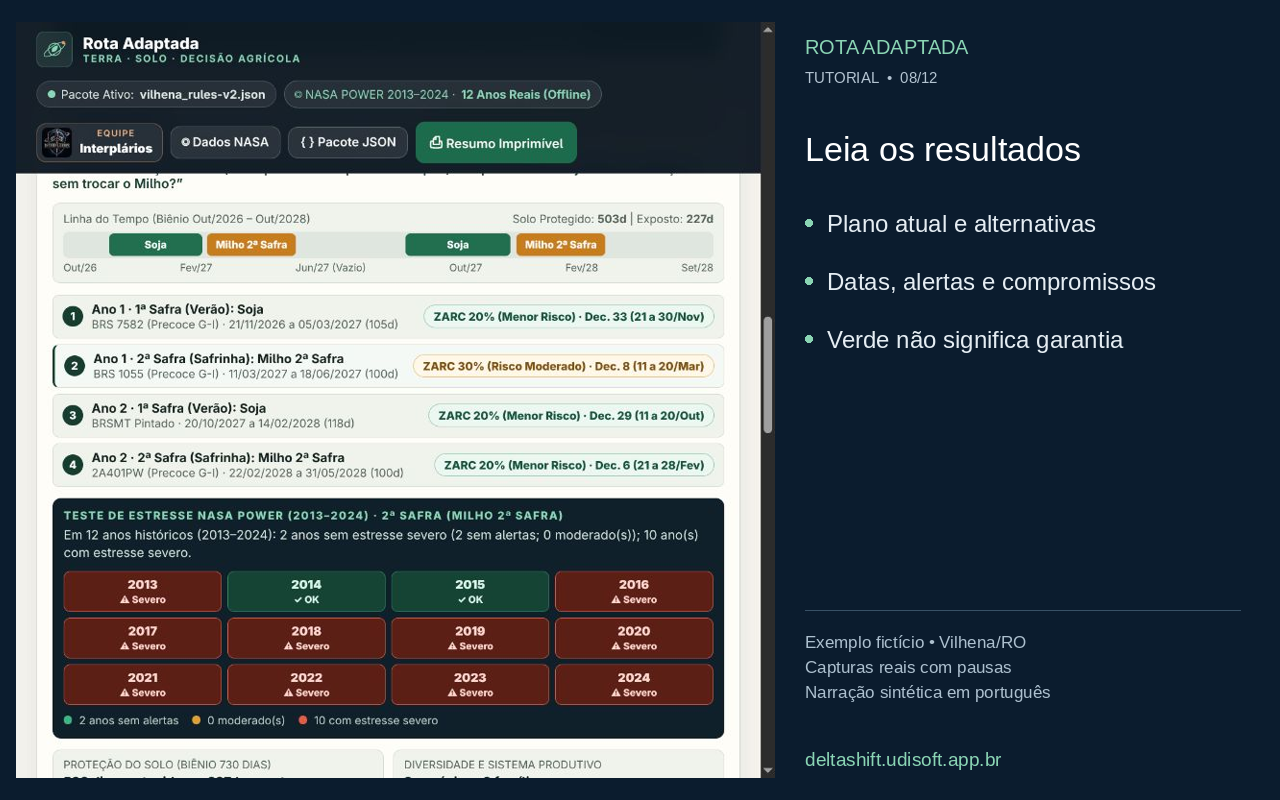 Rota Adaptada
TERRA · SOLO · DECISÃO AGRÍCOLA
Pacote Ativo: vilhena_rules-v2.json
NASA POWER 2013–2024 · 12 Anos Reais (Offline)
EQUIPE
Interplários
Dados NASA
{ } Pacote JSON
Resumo Imprimível
sem trocar o Milho?”
Linha do Tempo (Biênio Out/2026 – Out/2028)
Solo Protegido: 503d | Exposto: 227d
Soja
Milho 2ª Safra
Soja
Milho 2ª Safra
Out/26
Fev/27
Jun/27 (Vazio)
Out/27
Fev/28
Set/28
1
Ano 1 · 1ª Safra (Verão): Soja
BRS 7582 (Precoce G-I) · 21/11/2026 a 05/03/2027 (105d)
ZARC 20% (Menor Risco) · Dec. 33 (21 a 30/Nov)
2
Ano 1 · 2ª Safra (Safrinha): Milho 2ª Safra
BRS 1055 (Precoce G-I) · 11/03/2027 a 18/06/2027 (100d)
ZARC 30% (Risco Moderado) · Dec. 8 (11 a 20/Mar)
3
Ano 2 · 1ª Safra (Verão): Soja
BRSMT Pintado · 20/10/2027 a 14/02/2028 (118d)
ZARC 20% (Menor Risco) · Dec. 29 (11 a 20/Out)
4
Ano 2 · 2ª Safra (Safrinha): Milho 2ª Safra
2A401PW (Precoce G-I) · 22/02/2028 a 31/05/2028 (100d)
ZARC 20% (Menor Risco) · Dec. 6 (21 a 28/Fev)
TESTE DE ESTRESSE NASA POWER (2013–2024) · 2ª SAFRA (MILHO 2ª SAFRA)
Em 12 anos históricos (2013–2024): 2 anos sem estresse severo (2 sem alertas; 0 moderado(s)); 10 ano(s)
com estresse severo.
2013
⚠ Severo
2014
✓ OK
2015
✓ OK
2016
⚠ Severo
2017
⚠ Severo
2018
⚠ Severo
2019
⚠ Severo
2020
⚠ Severo
2021
⚠ Severo
2022
⚠ Severo
2023
⚠ Severo
2024
⚠ Severo
2 anos sem alertas
0 moderado(s)
10 com estresse severo
PROTEÇÃO DO SOLO (BIÊNIO 730 DIAS)
DIVERSIDADE E SISTEMA PRODUTIVO
ROTA ADAPTADA
TUTORIAL • 08/12
Leia os resultados
• Plano atual e alternativas
• Datas, alertas e compromissos
• Verde não significa garantia
Exemplo fictício • Vilhena/RO
Capturas reais com pausas
Narração sintética em português
deltashift.udisoft.app.br